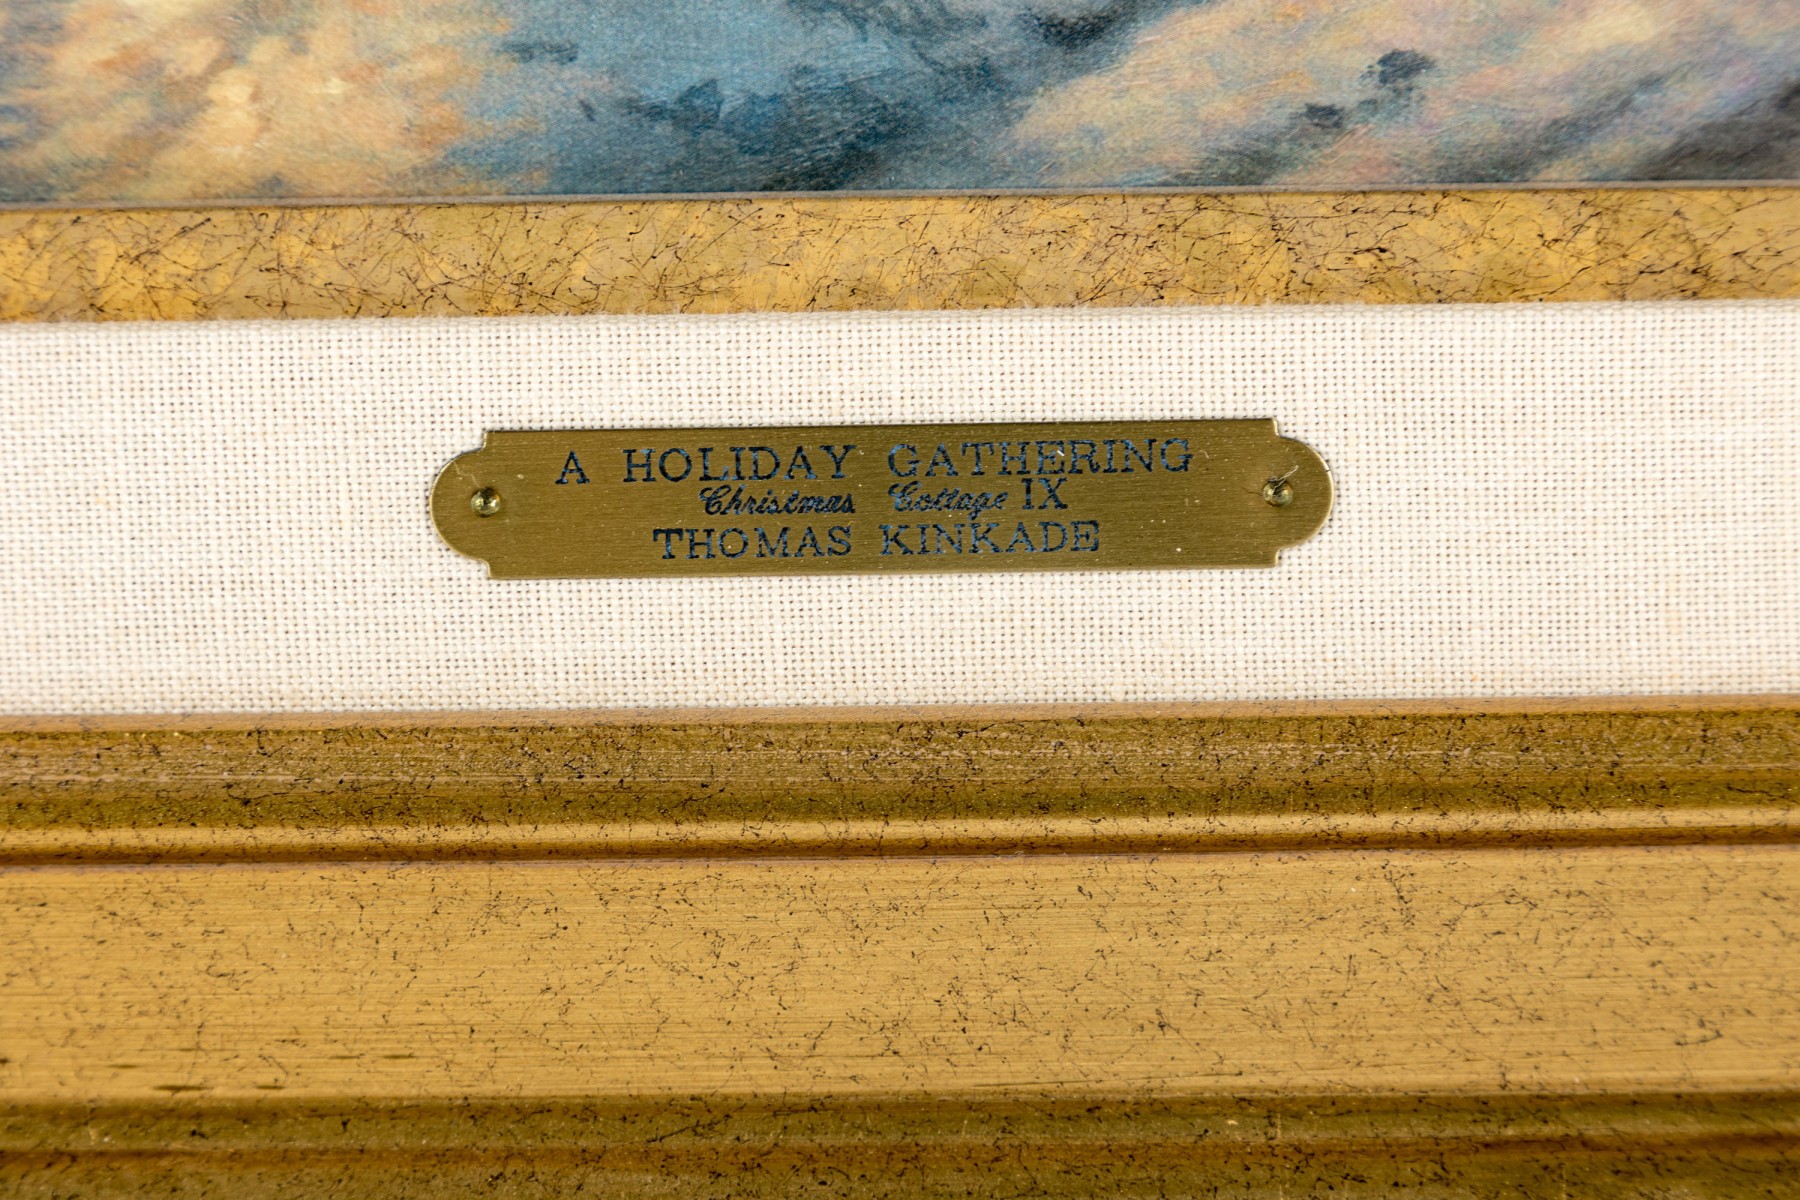 A HOLIDAY GATHERING
Christmas Cottage IX
THOMAS KINKADE